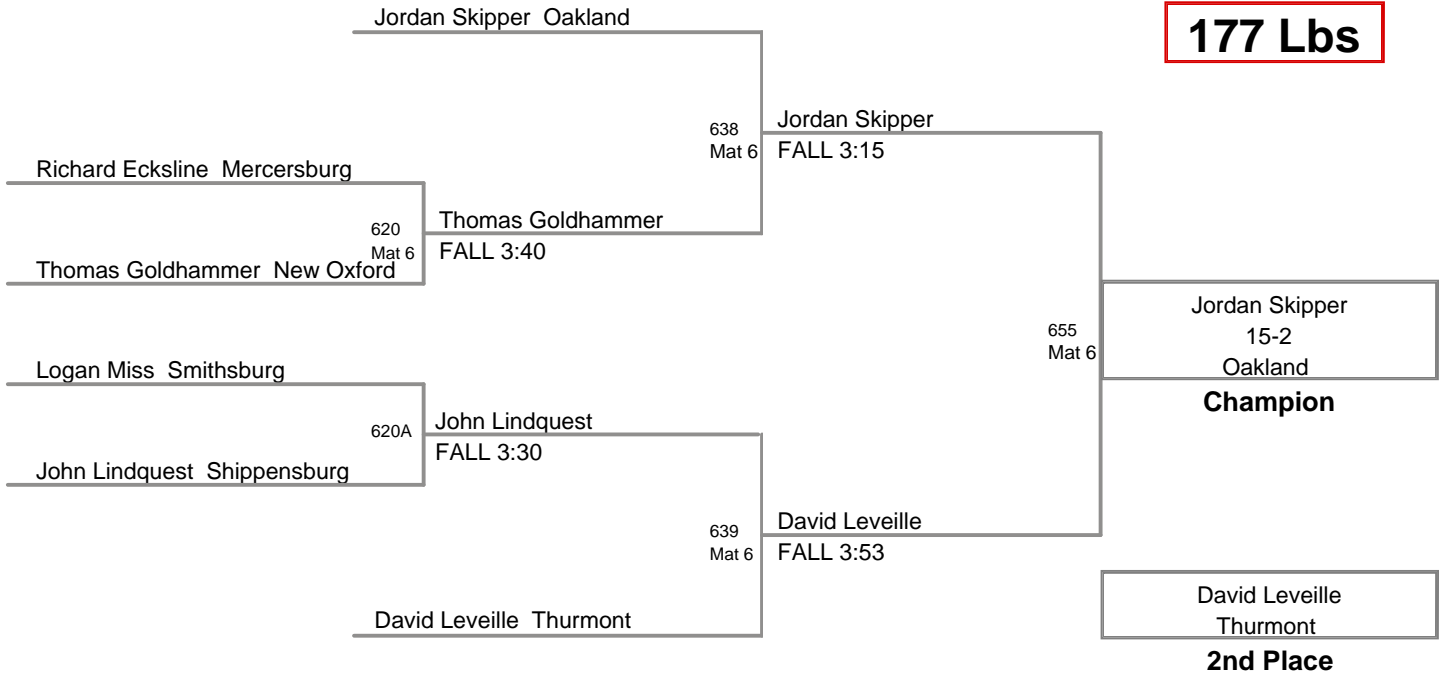 Jordan Skipper  Oakland
177 Lbs
638
Mat 6
Jordan Skipper
FALL 3:15
Richard Ecksline  Mercersburg
620
Mat 6
Thomas Goldhammer
FALL 3:40
Thomas Goldhammer  New Oxford
655
Mat 6
Jordan Skipper
15-2
Oakland
Champion
Logan Miss  Smithsburg
620A
John Lindquest
FALL 3:30
John Lindquest  Shippensburg
639
Mat 6
David Leveille
FALL 3:53
David Leveille  Thurmont
David Leveille
Thurmont
2nd Place